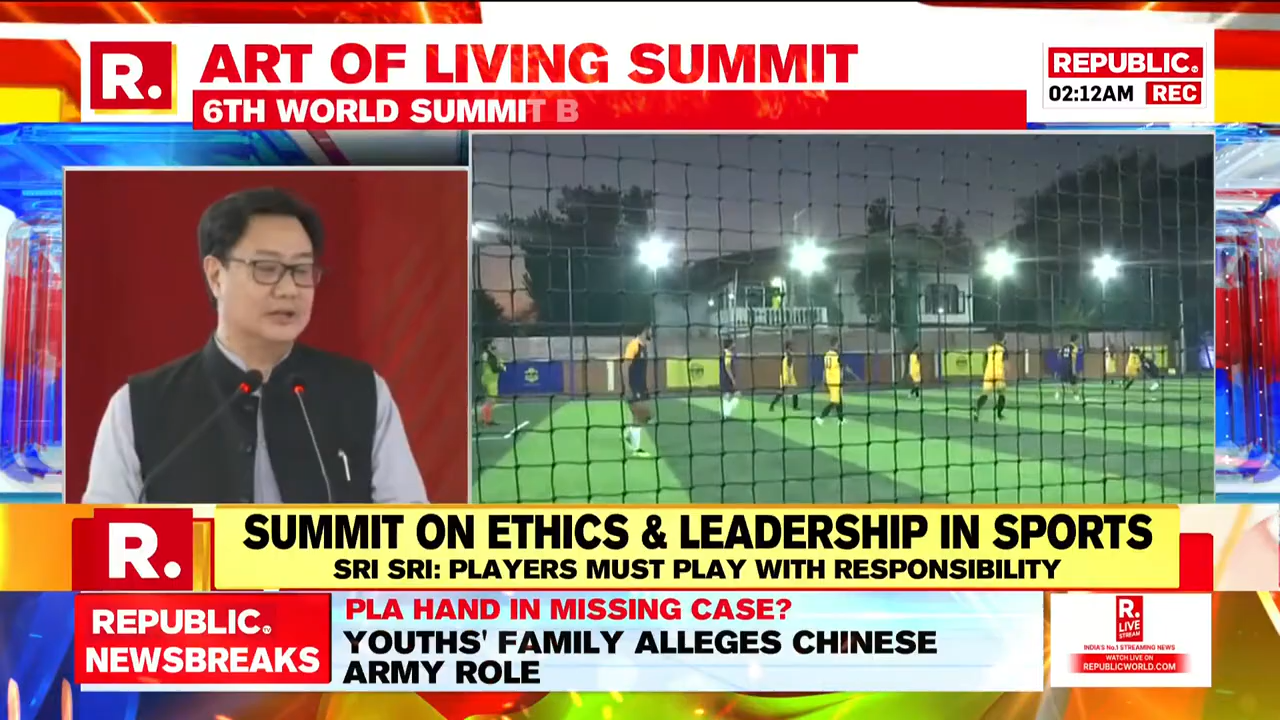 R.
ART OF LIVING SUMMIT
6TH WORLD SUMMIT B
REPUBLIC.
02:12AM REC
R.
SUMMIT ON ETHICS & LEADERSHIP IN SPORTS
SRI SRI: PLAYERS MUST PLAY WITH RESPONSIBILITY
REPUBLIC TV
NEWSBREAKS
PLA HAND IN MISSING CASE?
YOUTHS' FAMILY ALLEGES CHINESE
ARMY ROLE
R.
LIVE
STREAM
INDIA'S No.1 STREAMING NEWS
WATCH LIVE ON
REPUBLICWORLD.COM